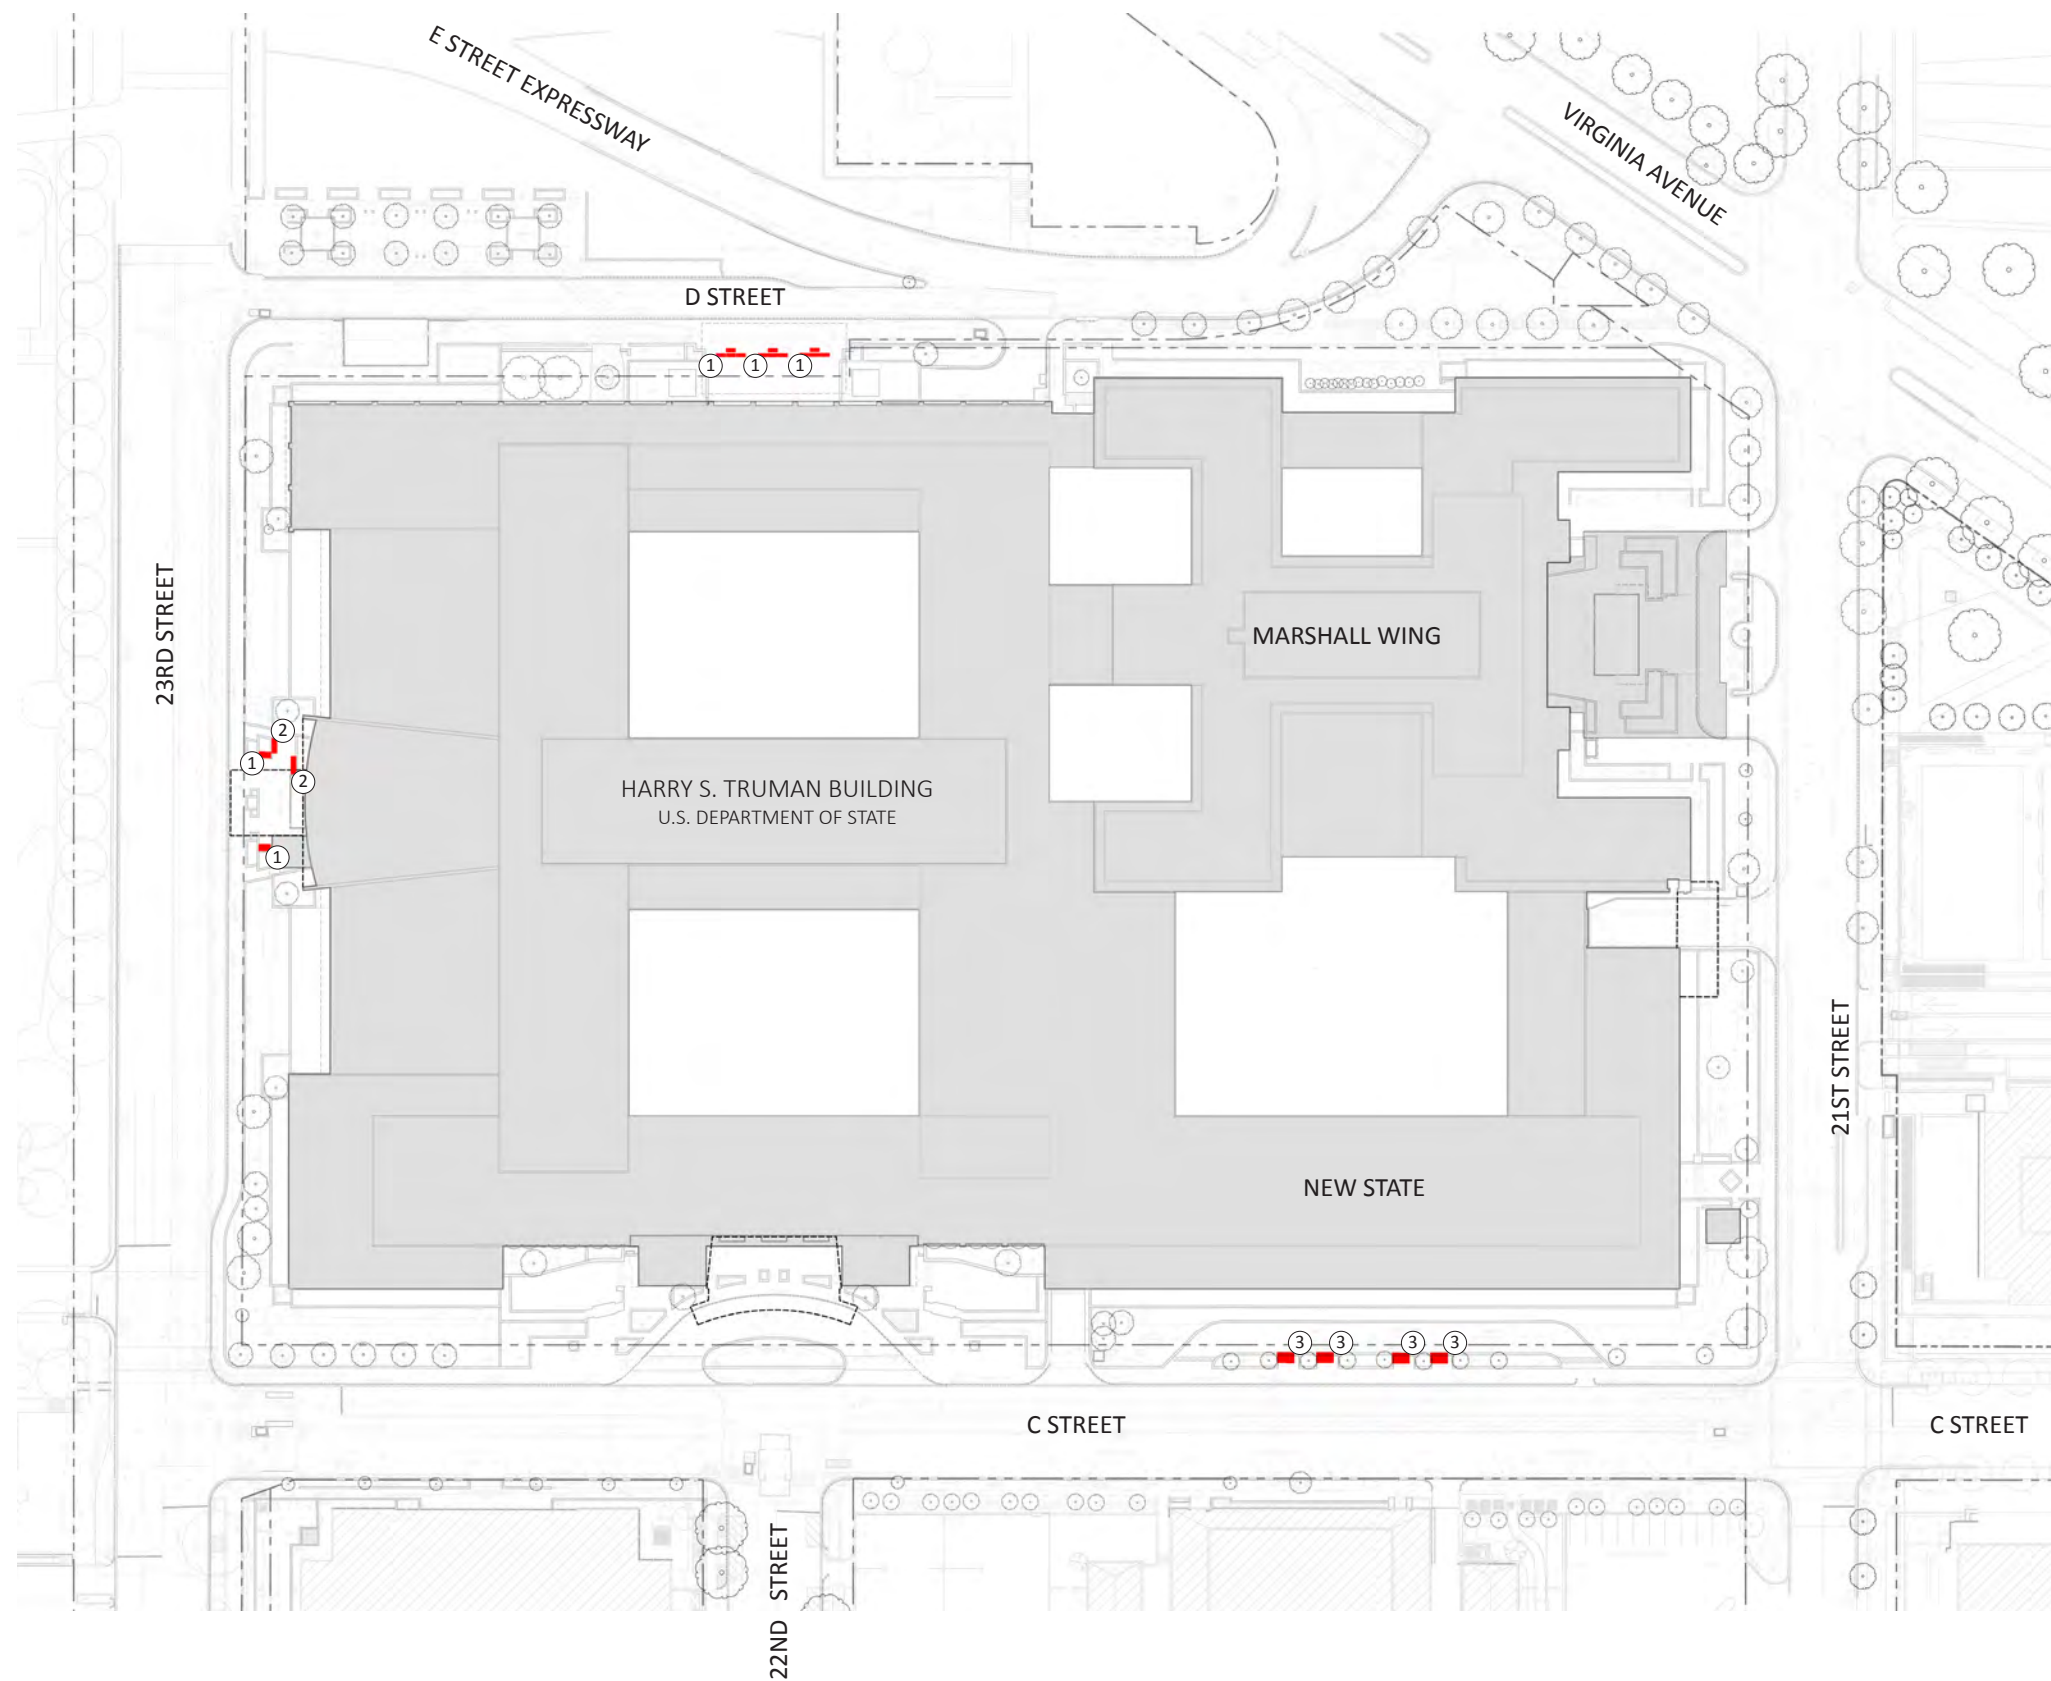 E STREET EXPRESSWAY
VIRGINIA AVENUE
D STREET
1
1
1
23RD STREET
MARSHALL WING
2
1
2
HARRY S. TRUMAN BUILDING
U.S. DEPARTMENT OF STATE
1
21ST STREET
NEW STATE
3
3
3
3
C STREET
C STREET
22ND STREET